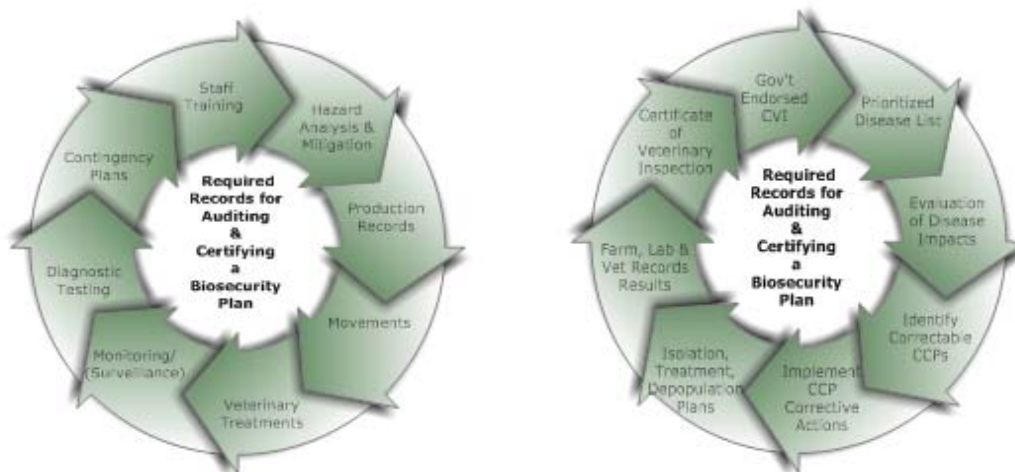 Staff
Training
Hazard
Analysis &
Mitigation
Production
Records
Movements
Veterinary
Treatments
Monitoring/
(Surveillance)
Diagnostic
Testing
Contingency
Plans
Required
Records for
Auditing
&
Certifying
a
Biosecurity
Plan
Gov't
Endorsed
CVI
Prioritized
Disease List
Evaluation
of Disease
Impacts
Identify
Correctable
CCPs
Implement
CCP
Corrective
Actions
Isolation,
Treatment,
Depopulation
Plans
Farm, Lab &
Vet Records
Results
Certificate
of
Veterinary
Inspection
Required
Records for
Auditing
&
Certifying
a
Biosecurity
Plan